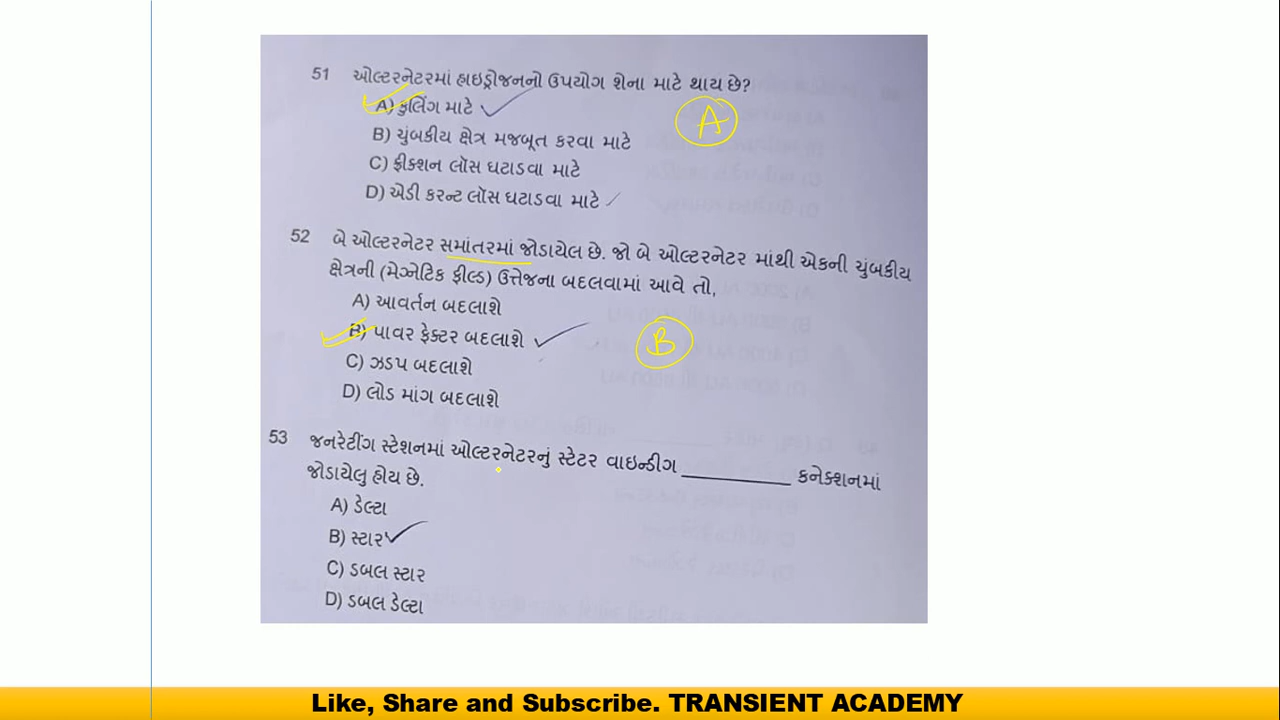 51 ઓલ્ટરનેટરમાં હાઇડ્રોજનનો ઉપયોગ શેના માટે થાય છે?
A) કુલિંગ માટે
A
B) ચુંબકીય ક્ષેત્ર મજબૂત કરવા માટે
C) ફ્રીક્શન લૉસ ઘટાડવા માટે
D) એડી કરન્ટ લૉસ ઘટાડવા માટે
52 બે ઓલ્ટરનેટર સમાંતરમાં જોડાયેલ છે. જો બે ઓલ્ટરનેટર માંથી એકની ચુંબકીય
ક્ષેત્રની (મેગ્નેટિક ફીલ્ડ) ઉત્તેજના બદલવામાં આવે તો,
A) આવર્તન બદલાશે
B) પાવર ફેક્ટર બદલાશે
B
C) ઝડપ બદલાશે
D) લોડ માંગ બદલાશે
53 જનરેટીંગ સ્ટેશનમાં ઓલ્ટરનેટરનું સ્ટેટર વાઇન્ડીગ __________ કનેક્શનમાં
જોડાયેલુ હોય છે.
A) ડેલ્ટા
B) સ્ટાર
C) ડબલ સ્ટાર
D) ડબલ ડેલ્ટા
Like, Share and Subscribe. TRANSIENT ACADEMY